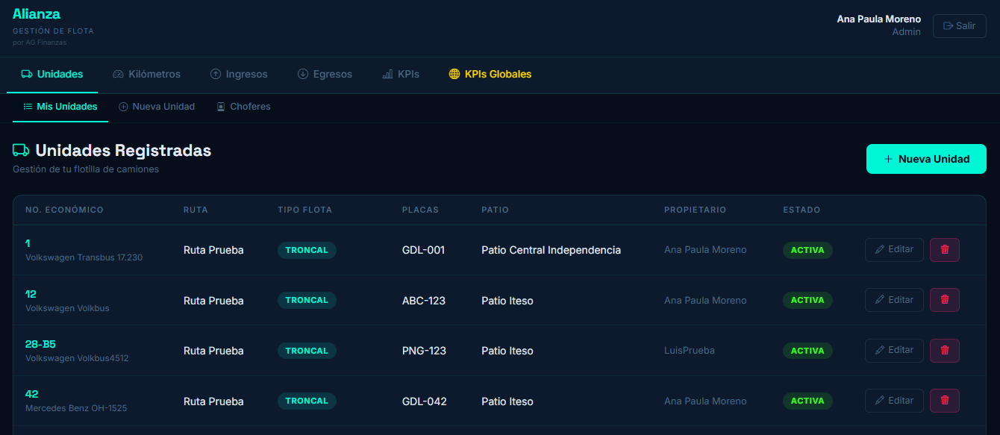 Alianza
GESTIÓN DE FLOTA
por AG Finanzas
Ana Paula Moreno
Admin
Salir
Unidades Kilómetros Ingresos Egresos KPIs KPIs Globales
Mis Unidades Nueva Unidad Choferes
Unidades Registradas
Gestión de tu flotilla de camiones
+ Nueva Unidad
NO. ECONÓMICO RUTA TIPO FLOTA PLACAS PATIO PROPIETARIO ESTADO
1
Volkswagen Transbus 17.230
Ruta Prueba TRONCAL GDL-001 Patio Central Independencia Ana Paula Moreno ACTIVA Editar
12
Volkswagen Volkbus
Ruta Prueba TRONCAL ABC-123 Patio Iteso Ana Paula Moreno ACTIVA Editar
28-B5
Volkswagen Volkbus4512
Ruta Prueba TRONCAL PNG-123 Patio Iteso LuisPrueba ACTIVA Editar
42
Mercedes Benz OH-1525
Ruta Prueba TRONCAL GDL-042 Patio Iteso Ana Paula Moreno ACTIVA Editar